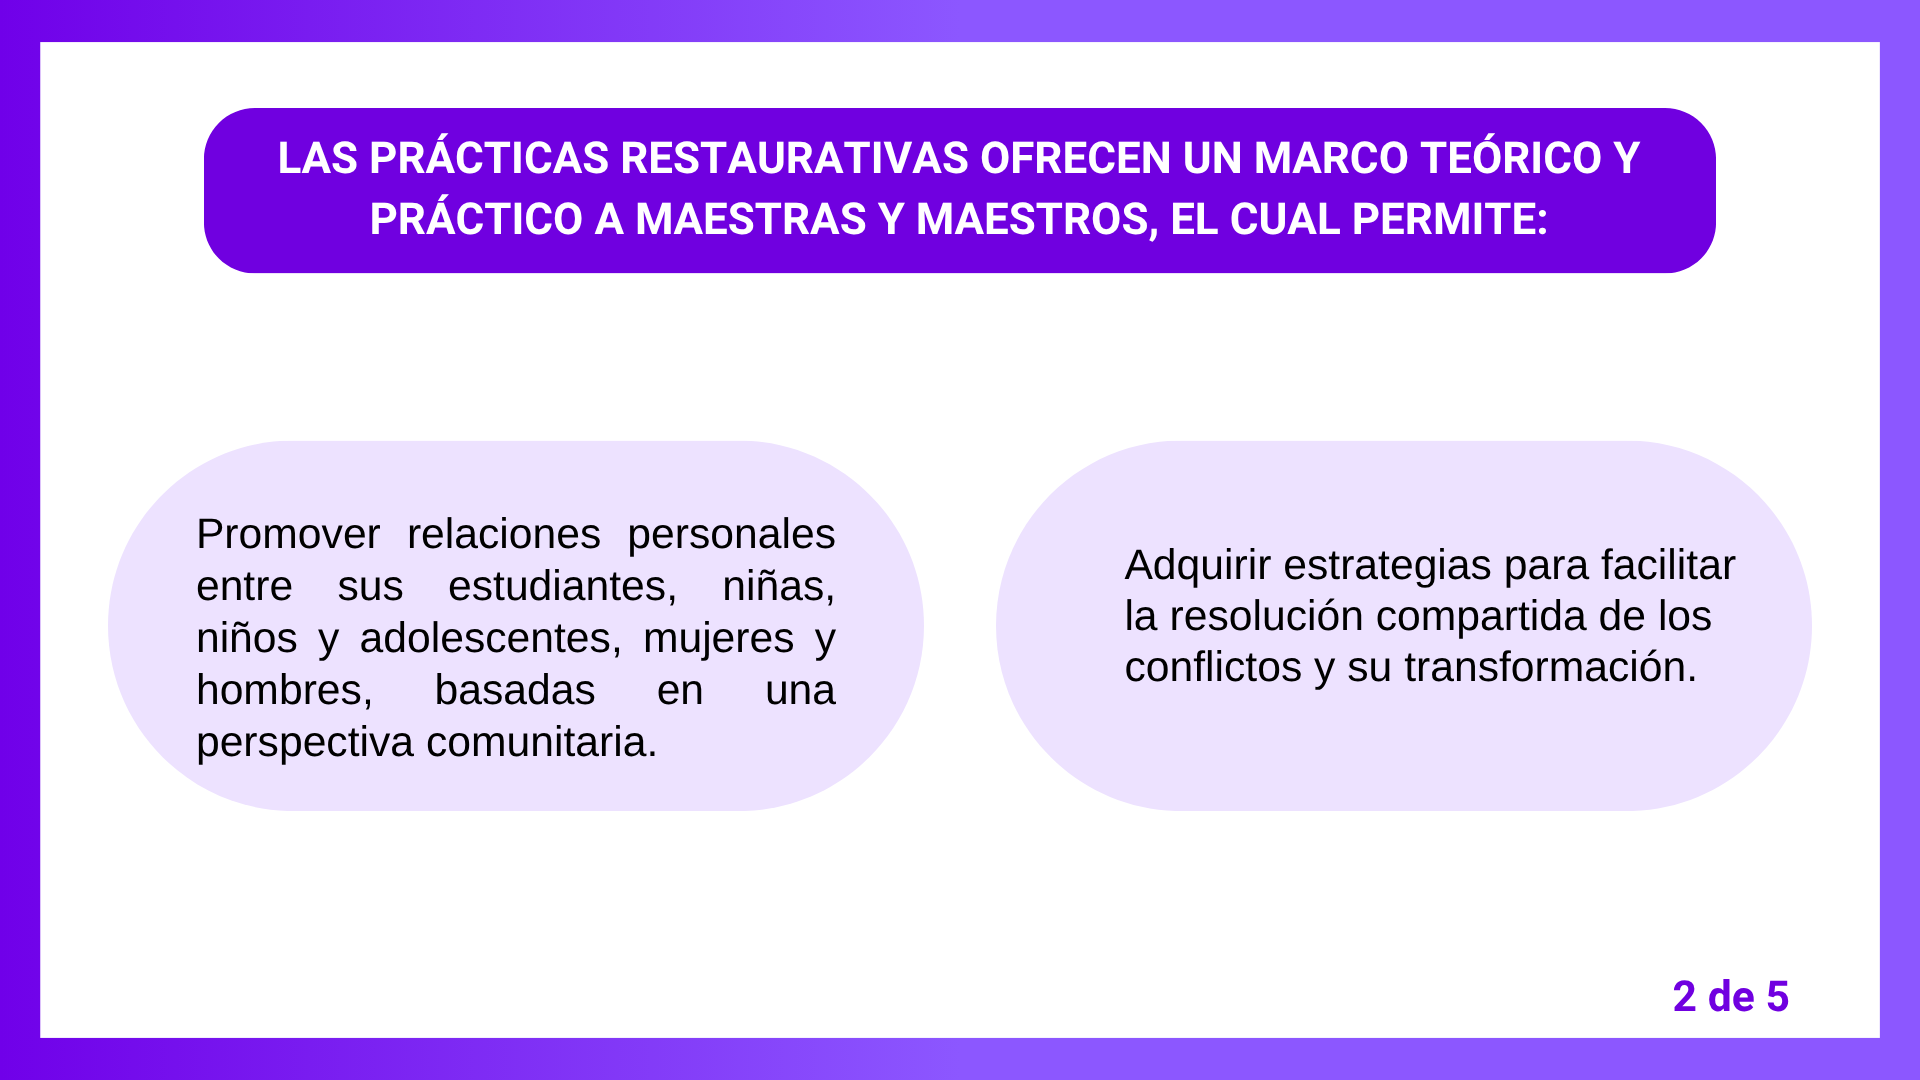 LAS PRÁCTICAS RESTAURATIVAS OFRECEN UN MARCO TEÓRICO Y
PRÁCTICO A MAESTRAS Y MAESTROS, EL CUAL PERMITE:
Promover relaciones personales
entre sus estudiantes, niñas,
niños y adolescentes, mujeres y
hombres, basadas en una
perspectiva comunitaria.
Adquirir estrategias para facilitar
la resolución compartida de los
conflictos y su transformación.
2 de 5